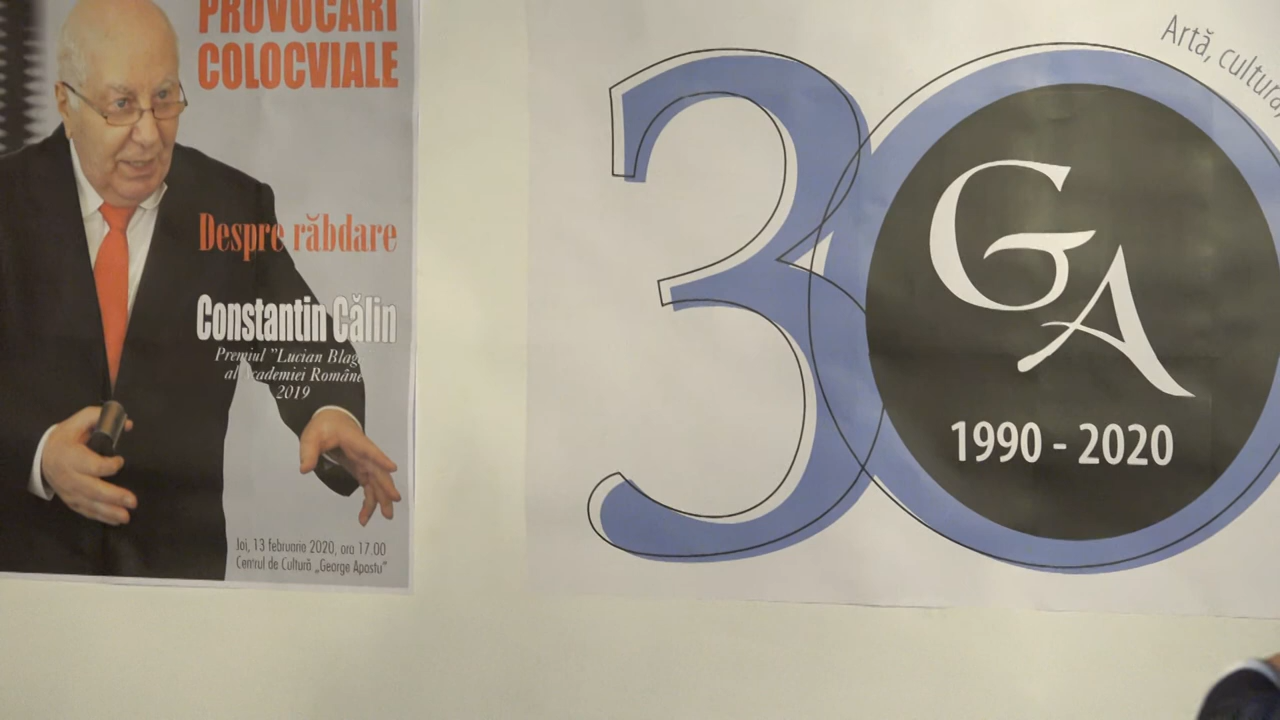 PROVOCĂRI
COLOCVIALE
Despre răbdare
Constantin Călin
Premiul "Lucian Blaga
al Academiei Române
2019
Joi, 13 februarie 2020, ora 17.00
Centrul de Cultură „George Apostu”
30
Artă, cultură,
GA
1990 - 2020